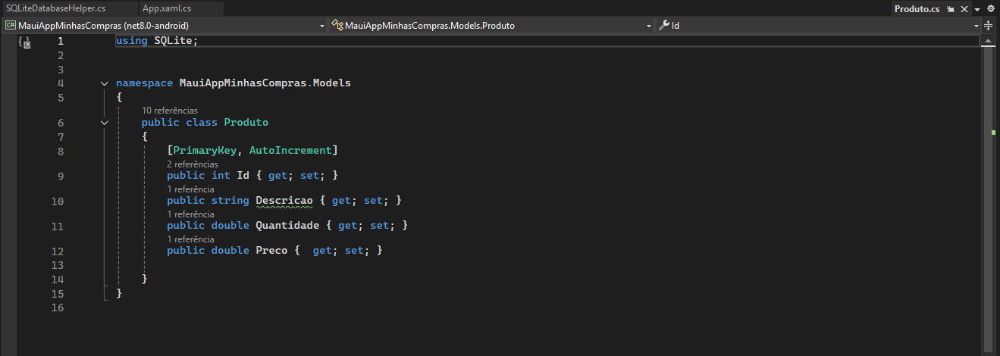 SQLiteDatabaseHelper.cs App.xaml.cs Produto.cs
MauiAppMinhasCompras (net8.0-android) MauiAppMinhasCompras.Models.Produto Id
1 using SQLite;
2
3
4 namespace MauiAppMinhasCompras.Models
5 {
10 referências
6 public class Produto
7 {
8 [PrimaryKey, AutoIncrement]
2 referências
9 public int Id { get; set; }
1 referência
10 public string Descricao { get; set; }
1 referência
11 public double Quantidade { get; set; }
1 referência
12 public double Preco {  get; set; }
13
14 }
15 }
16